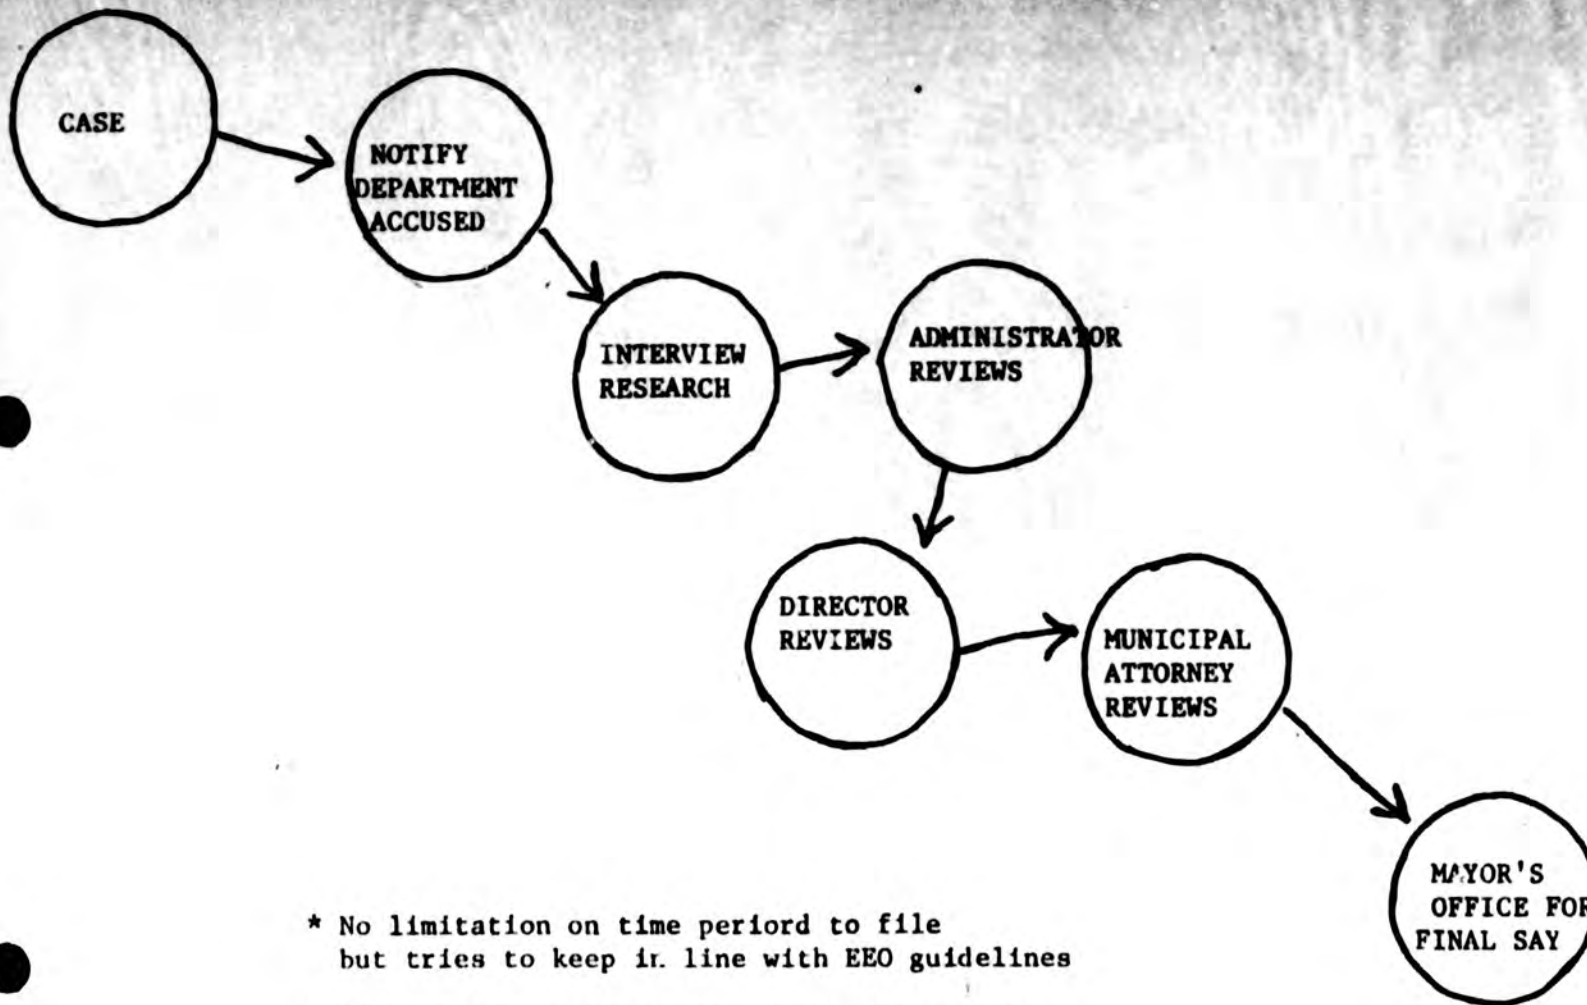 CASE
NOTIFY
DEPARTMENT
ACCUSED
INTERVIEW
RESEARCH
ADMINISTRATOR
REVIEWS
DIRECTOR
REVIEWS
MUNICIPAL
ATTORNEY
REVIEWS
MAYOR'S
OFFICE FOR
FINAL SAY
* No limitation on time periord to file
but tries to keep in line with EEO guidelines